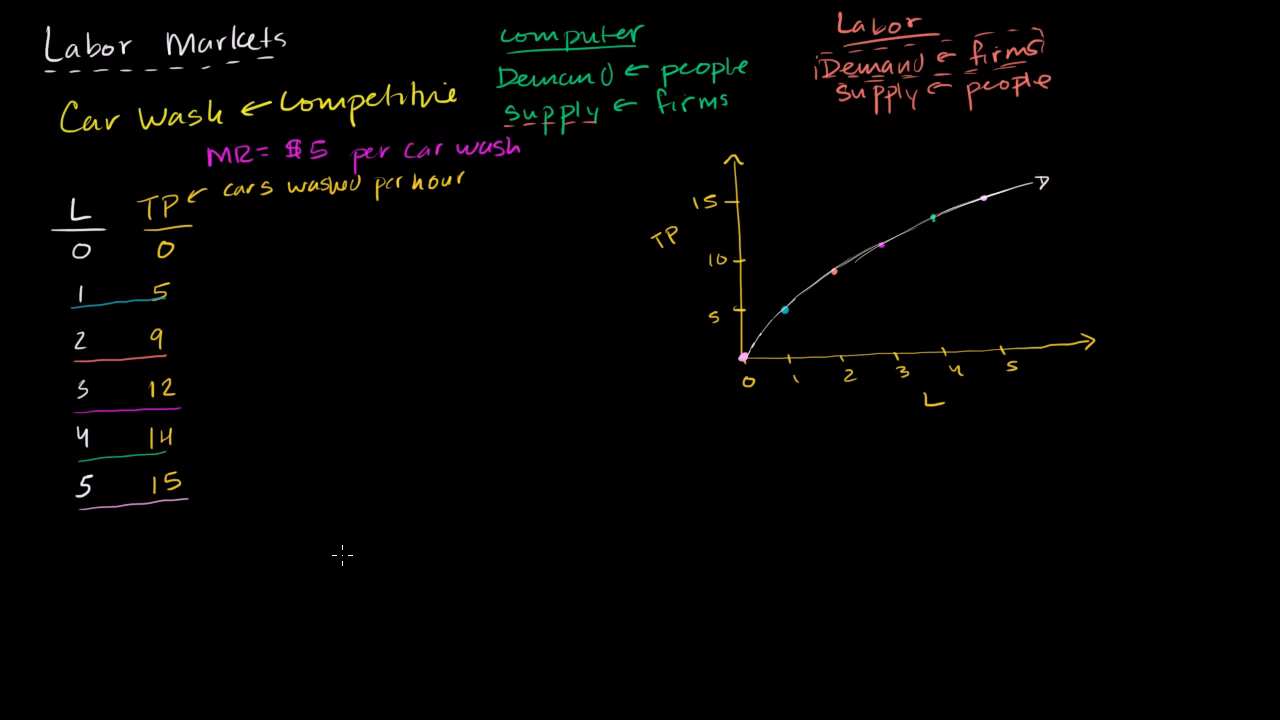 Labor Markets
Car Wash ← Competitive
MR = $5 per car wash
computer
Demand ← people
supply ← firms
Labor
Demand ← firms
supply ← people
L TP ← cars washed per hour
0 0
1 5
2 9
3 12
4 14
5 15
TP
15
10
5
0 1 2 3 4 5
L